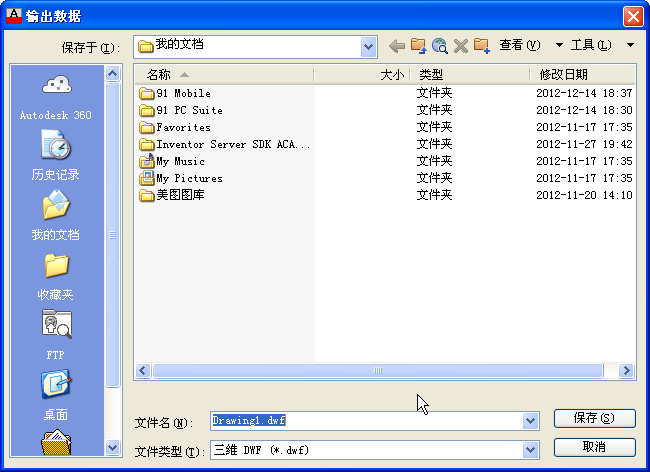 输出数据
保存于(I): 我的文档 查看(V) 工具(L)
名称 大小 类型 修改日期
91 Mobile 文件夹 2012-12-14 18:37
91 PC Suite 文件夹 2012-12-14 18:30
Favorites 文件夹 2012-11-17 17:35
Inventor Server SDK ACA... 文件夹 2012-11-27 19:42
My Music 文件夹 2012-11-17 17:35
My Pictures 文件夹 2012-11-17 17:35
美图图库 文件夹 2012-11-20 14:10
Autodesk 360
历史记录
我的文档
收藏夹
FTP
桌面
文件名(N): Drawing1.dwf 保存(S)
文件类型(T): 三维 DWF (*.dwf) 取消